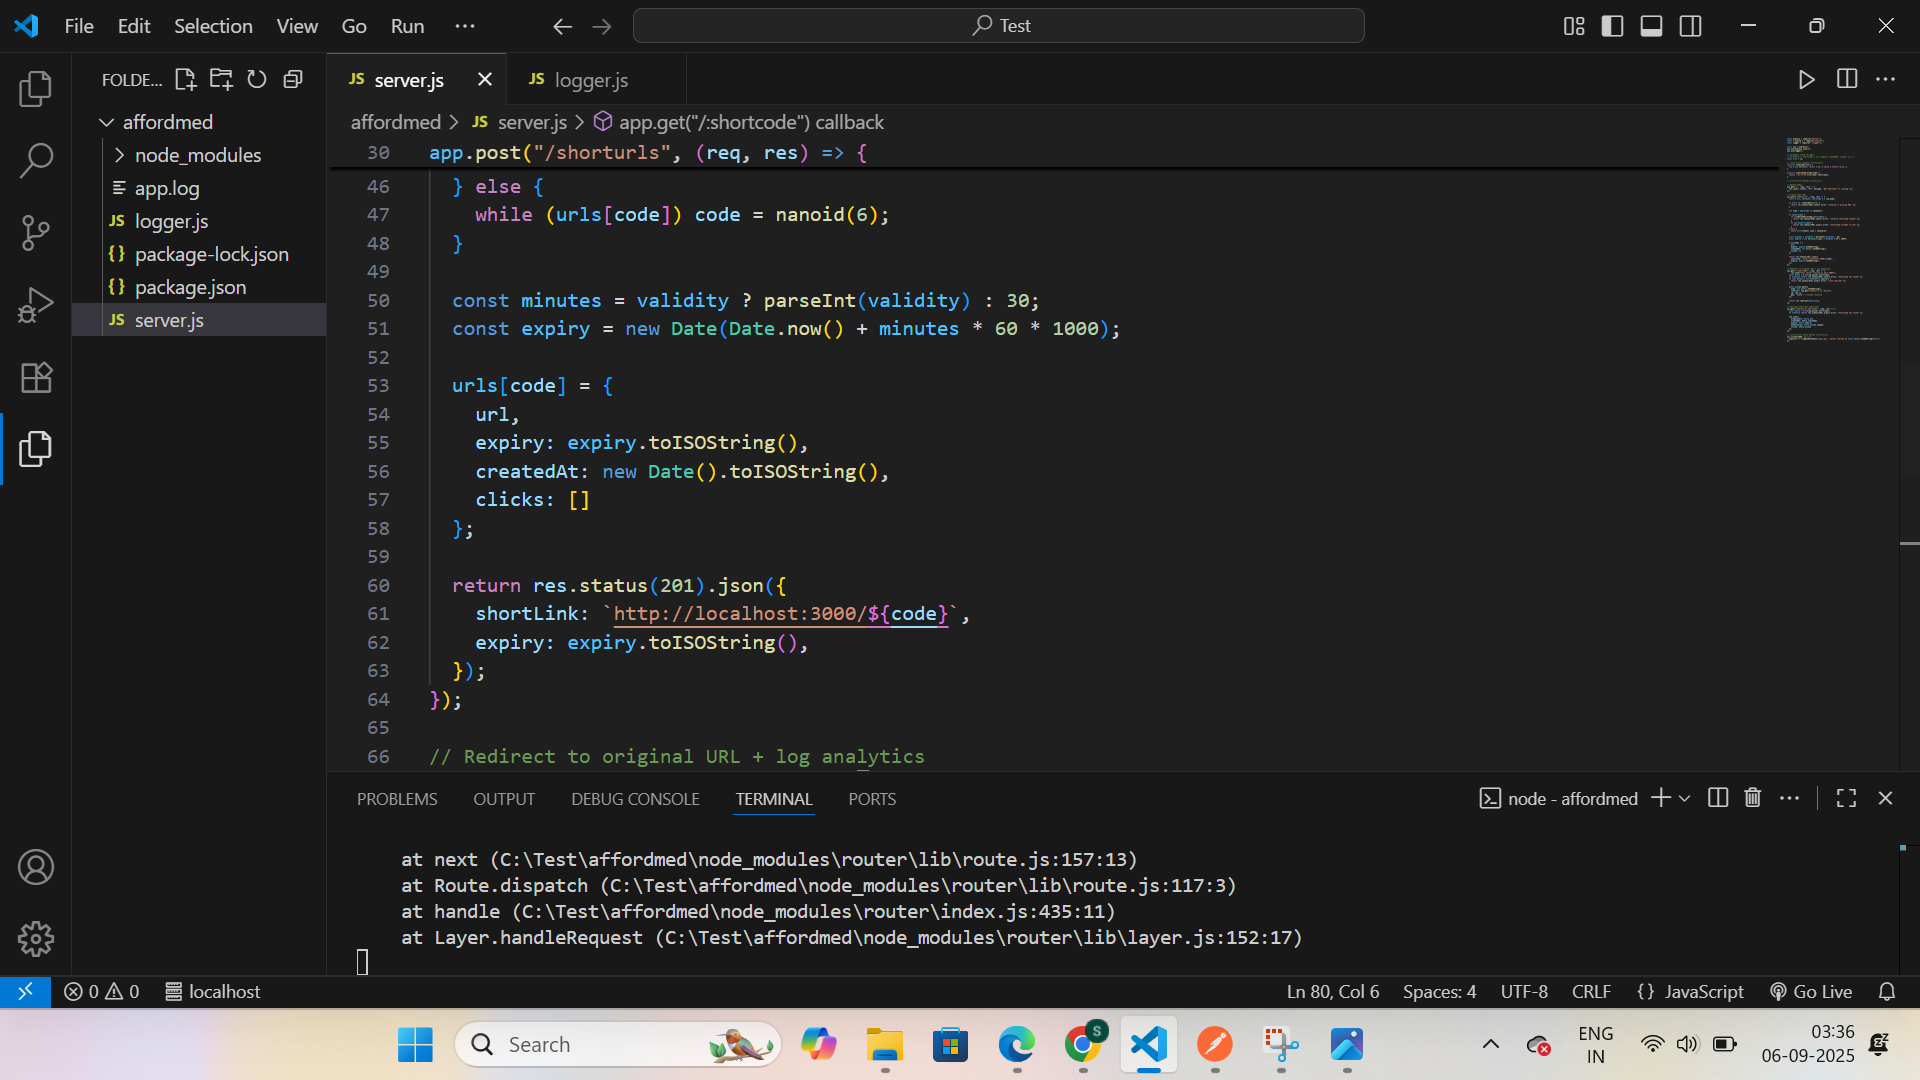 File Edit Selection View Go Run ...
Test
FOLDE...
JS server.js
JS logger.js
affordmed
node_modules
app.log
JS logger.js
{} package-lock.json
{} package.json
JS server.js
affordmed > JS server.js > app.get("/:shortcode") callback
30 app.post("/shorturls", (req, res) => {
46 } else {
47 while (urls[code]) code = nanoid(6);
48 }
49
50 const minutes = validity ? parseInt(validity) : 30;
51 const expiry = new Date(Date.now() + minutes * 60 * 1000);
52
53 urls[code] = {
54 url,
55 expiry: expiry.toISOString(),
56 createdAt: new Date().toISOString(),
57 clicks: []
58 };
59
60 return res.status(201).json({
61 shortLink: `http://localhost:3000/${code}`,
62 expiry: expiry.toISOString(),
63 });
64 });
65
66 // Redirect to original URL + log analytics
PROBLEMS OUTPUT DEBUG CONSOLE TERMINAL PORTS
node - affordmed
at next (C:\Test\affordmed\node_modules\router\lib\route.js:157:13)
at Route.dispatch (C:\Test\affordmed\node_modules\router\lib\route.js:117:3)
at handle (C:\Test\affordmed\node_modules\router\index.js:435:11)
at Layer.handleRequest (C:\Test\affordmed\node_modules\router\lib\layer.js:152:17)
0 0 localhost
Ln 80, Col 6 Spaces: 4 UTF-8 CRLF {} JavaScript Go Live
Search
S
ENG
IN
03:36
06-09-2025